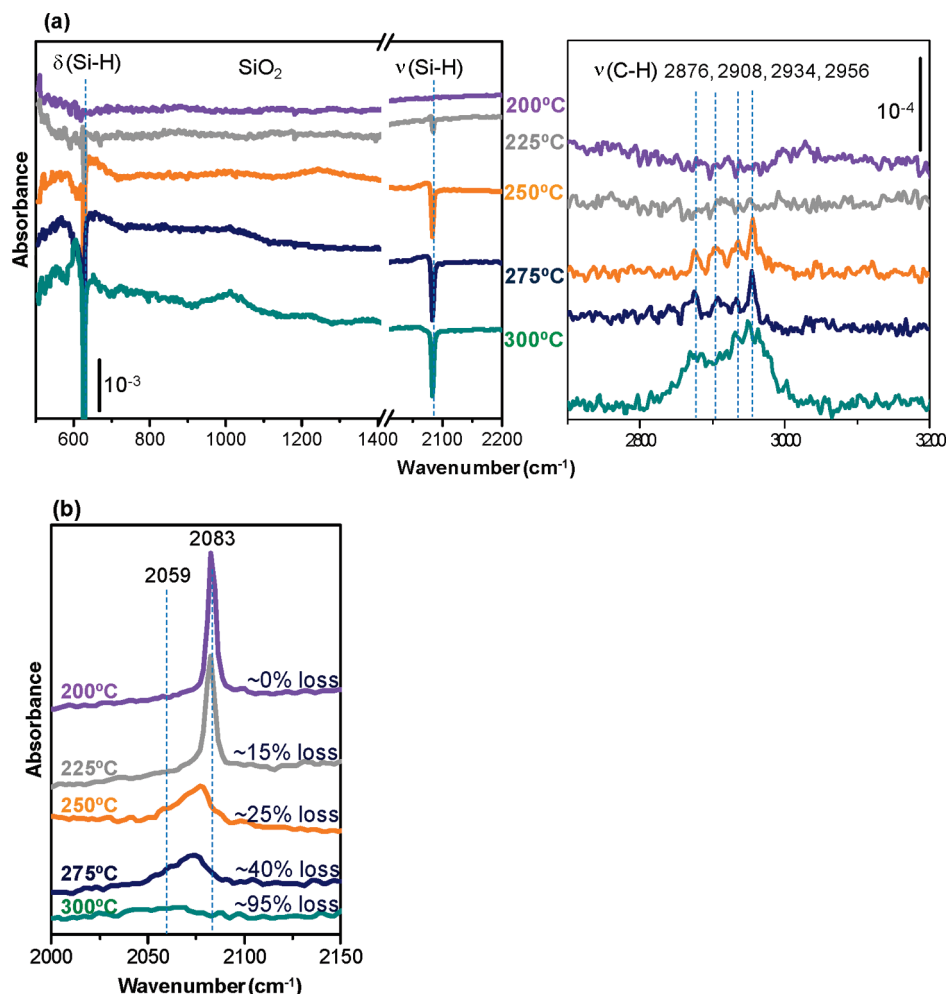 (a)
δ(Si-H) SiO₂ ν(Si-H)
ν(C-H) 2876, 2908, 2934, 2956
10⁻⁴
200ºC
225ºC
250ºC
275ºC
300ºC
10⁻³
Absorbance
600 800 1000 1200 1400 2100 2200
2800 3000 3200
Wavenumber (cm⁻¹)
(b)
2083
2059
200ºC ~0% loss
225ºC ~15% loss
250ºC ~25% loss
275ºC ~40% loss
300ºC ~95% loss
Absorbance
2000 2050 2100 2150
Wavenumber (cm⁻¹)